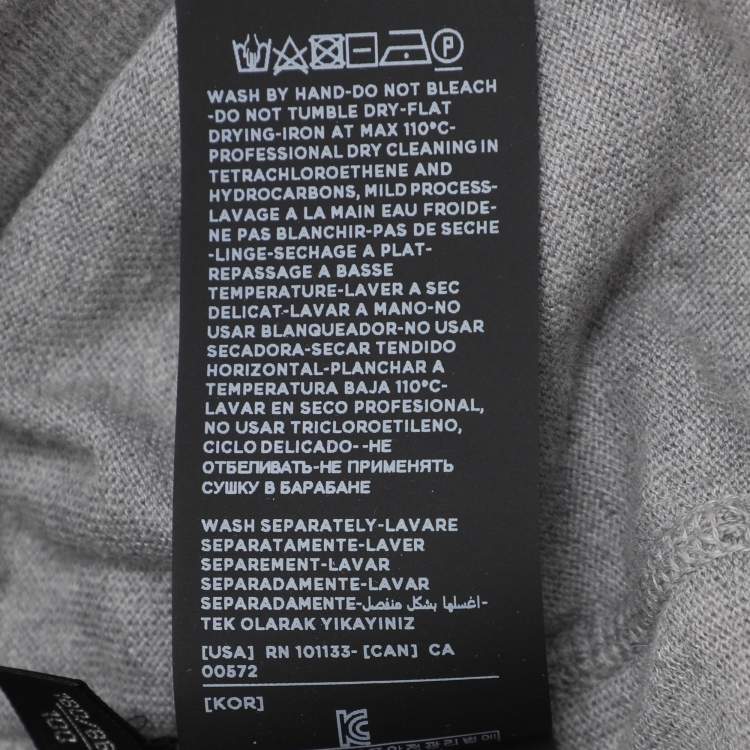 P
WASH BY HAND-DO NOT BLEACH
-DO NOT TUMBLE DRY-FLAT
DRYING-IRON AT MAX 110°C-
PROFESSIONAL DRY CLEANING IN
TETRACHLOROETHENE AND
HYDROCARBONS, MILD PROCESS-
LAVAGE A LA MAIN EAU FROIDE-
NE PAS BLANCHIR-PAS DE SECHE
-LINGE-SECHAGE A PLAT-
REPASSAGE A BASSE
TEMPERATURE-LAVER A SEC
DELICAT-LAVAR A MANO-NO
USAR BLANQUEADOR-NO USAR
SECADORA-SECAR TENDIDO
HORIZONTAL-PLANCHAR A
TEMPERATURA BAJA 110°C-
LAVAR EN SECO PROFESIONAL,
NO USAR TRICLOROETILENO,
CICLO DELICADO- -НЕ
ОТБЕЛИВАТЬ-НЕ ПРИМЕНЯТЬ
СУШКУ В БАРАБАНЕ
WASH SEPARATELY-LAVARE
SEPARATAMENTE-LAVER
SEPAREMENT-LAVAR
SEPARADAMENTE-LAVAR
SEPARADAMENTE-اغسلها بشكل منفصل-
TEK OLARAK YIKAYINIZ
[USA] RN 101133- [CAN] CA
00572
[KOR]